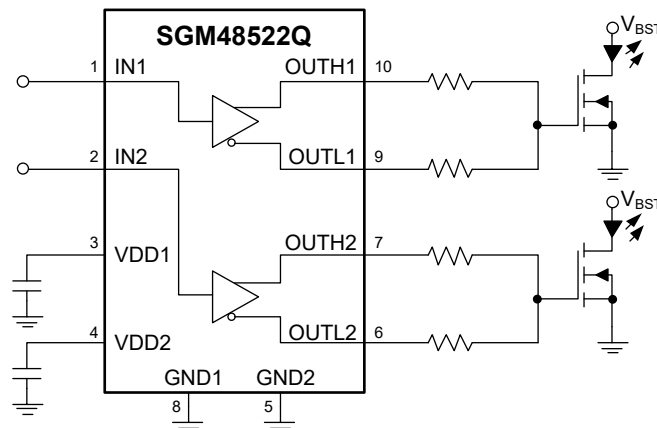 SGM48522Q
1 IN1 OUTH1 10
2 IN2 OUTL1 9
3 VDD1 OUTH2 7
4 VDD2 OUTL2 6
GND1 GND2
8 5
VBST
VBST